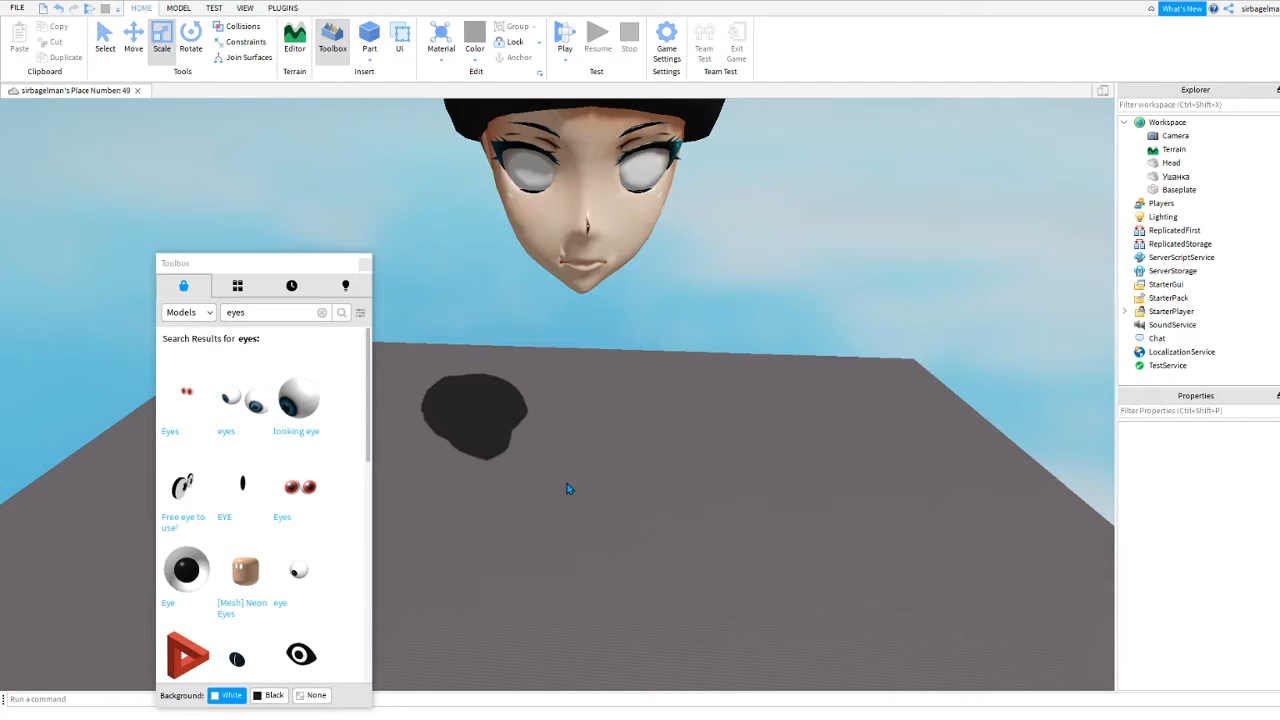 FILE HOME MODEL TEST VIEW PLUGINS What's New sirbagelma
Paste Copy Cut Duplicate Select Move Scale Rotate Collisions Constraints Join Surfaces Editor Toolbox Part UI Material Color Group Lock Anchor Play Resume Stop Game Settings Team Test Exit Game
Clipboard Tools Terrain Insert Edit Test Settings Team Test
sirbagelman's Place Number: 49
Explorer
Filter workspace (Ctrl+Shift+X)
Workspace
Camera
Terrain
Head
Ушанка
Baseplate
Players
Lighting
ReplicatedFirst
ReplicatedStorage
ServerScriptService
ServerStorage
StarterGui
StarterPack
StarterPlayer
SoundService
Chat
LocalizationService
TestService
Properties
Filter Properties (Ctrl+Shift+P)
Toolbox
Models eyes
Search Results for eyes:
Eyes eyes looking eye
Free eye to use! EYE Eyes
Eye [Mesh] Neon Eyes eye
Background: White Black None
Run a command